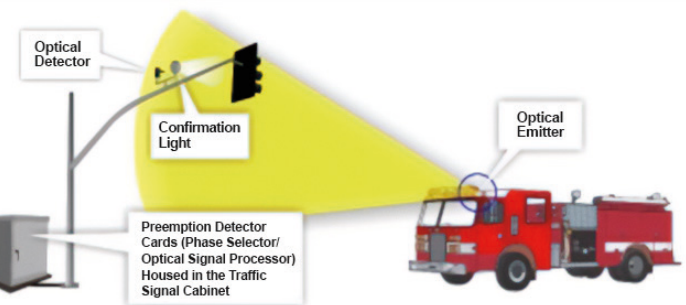 Optical
Detector
Confirmation
Light
Optical
Emitter
Preemption Detector
Cards (Phase Selector/
Optical Signal Processor)
Housed in the Traffic
Signal Cabinet